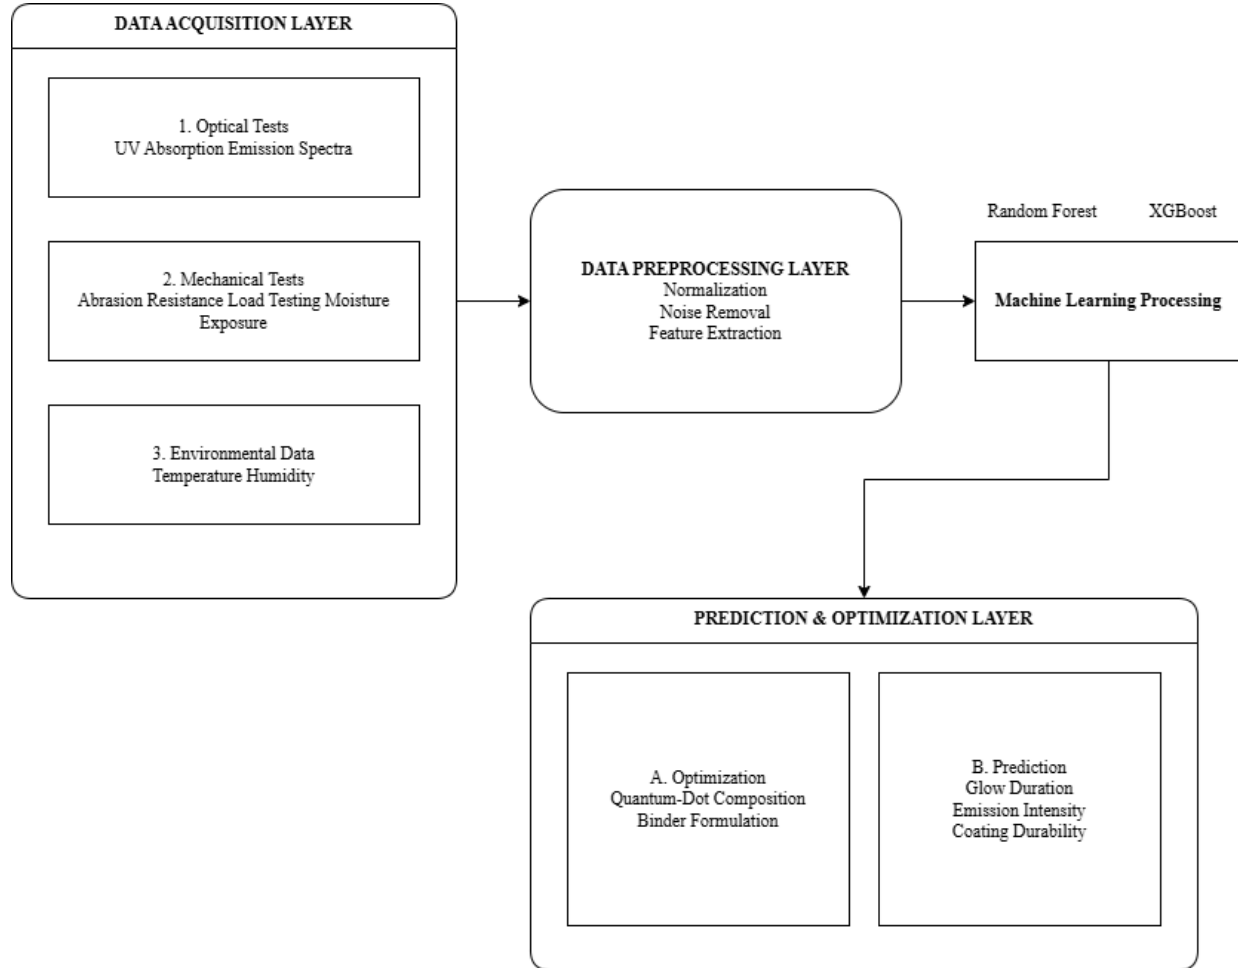 DATA ACQUISITION LAYER
1. Optical Tests
UV Absorption Emission Spectra
2. Mechanical Tests
Abrasion Resistance Load Testing Moisture
Exposure
3. Environmental Data
Temperature Humidity
DATA PREPROCESSING LAYER
Normalization
Noise Removal
Feature Extraction
Random Forest XGBoost
Machine Learning Processing
PREDICTION & OPTIMIZATION LAYER
A. Optimization
Quantum-Dot Composition
Binder Formulation
B. Prediction
Glow Duration
Emission Intensity
Coating Durability